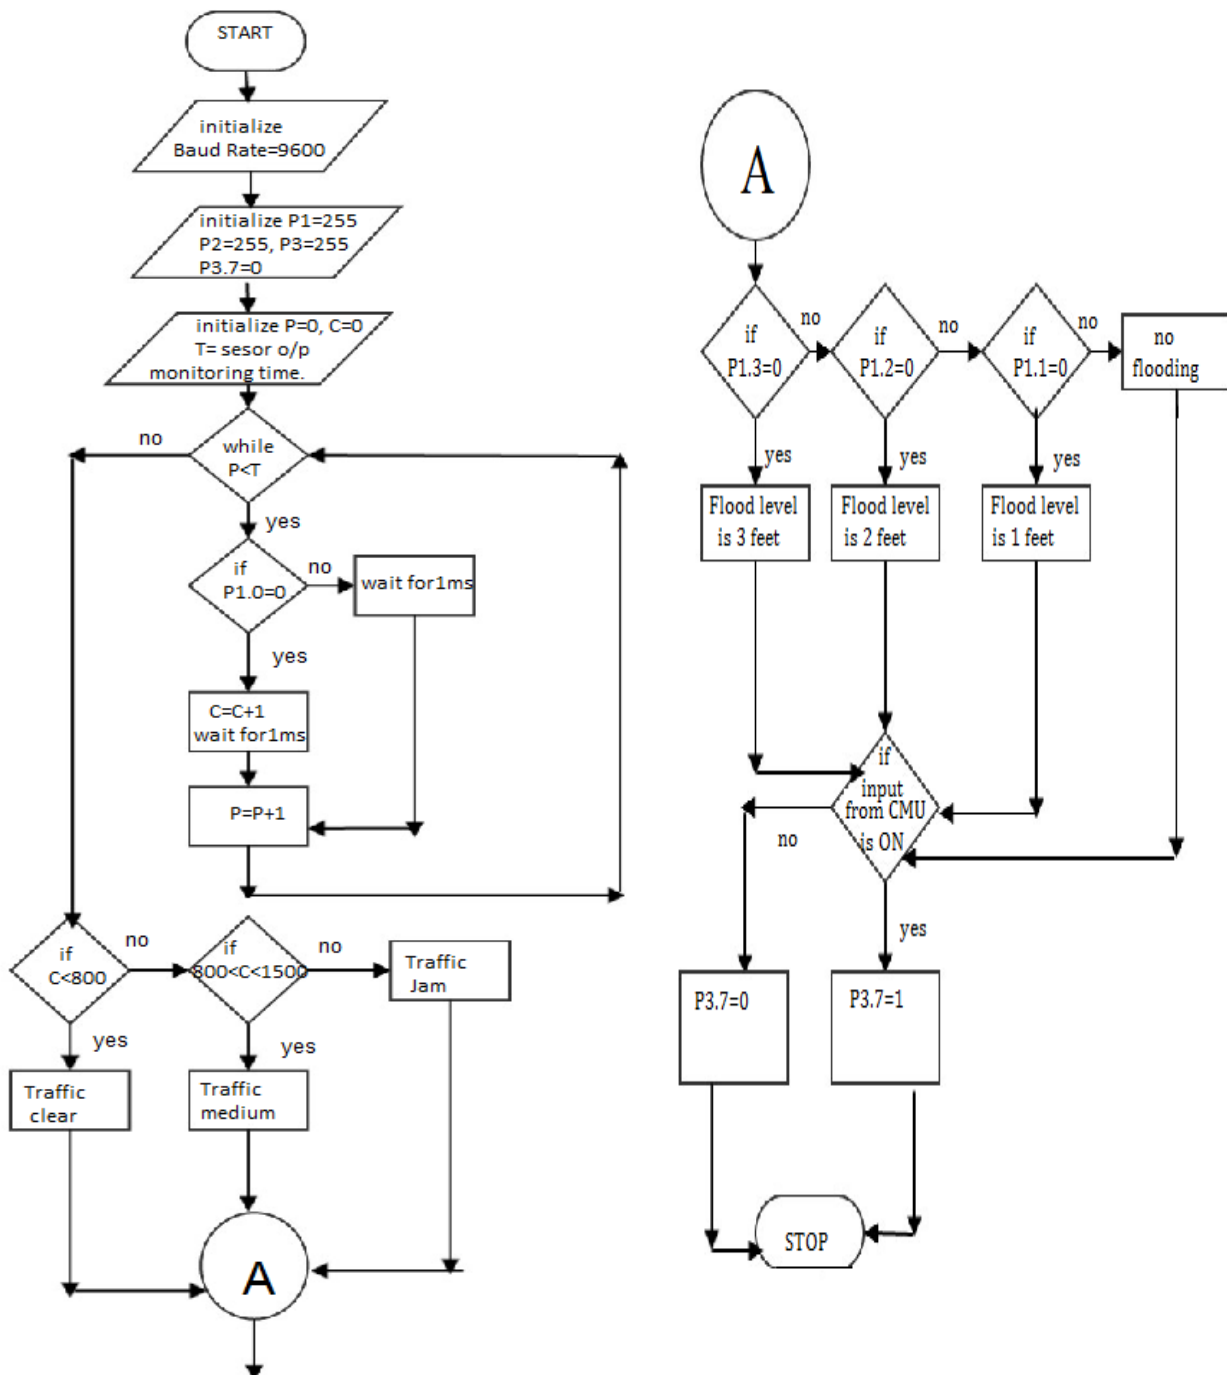 START
initialize
Baud Rate=9600
initialize P1=255
P2=255, P3=255
P3.7=0
initialize P=0, C=0
T= sesor o/p
monitoring time.
no
while
P<T
yes
if
P1.0=0
no
wait for1ms
yes
C=C+1
wait for1ms
P=P+1
if
C<800
no
if
800<C<1500
no
Traffic
Jam
yes
yes
Traffic
clear
Traffic
medium
A
A
if
P1.3=0
no
if
P1.2=0
no
if
P1.1=0
no
no
flooding
yes
yes
yes
Flood level
is 3 feet
Flood level
is 2 feet
Flood level
is 1 feet
if
input
from CMU
is ON
no
yes
P3.7=0
P3.7=1
STOP